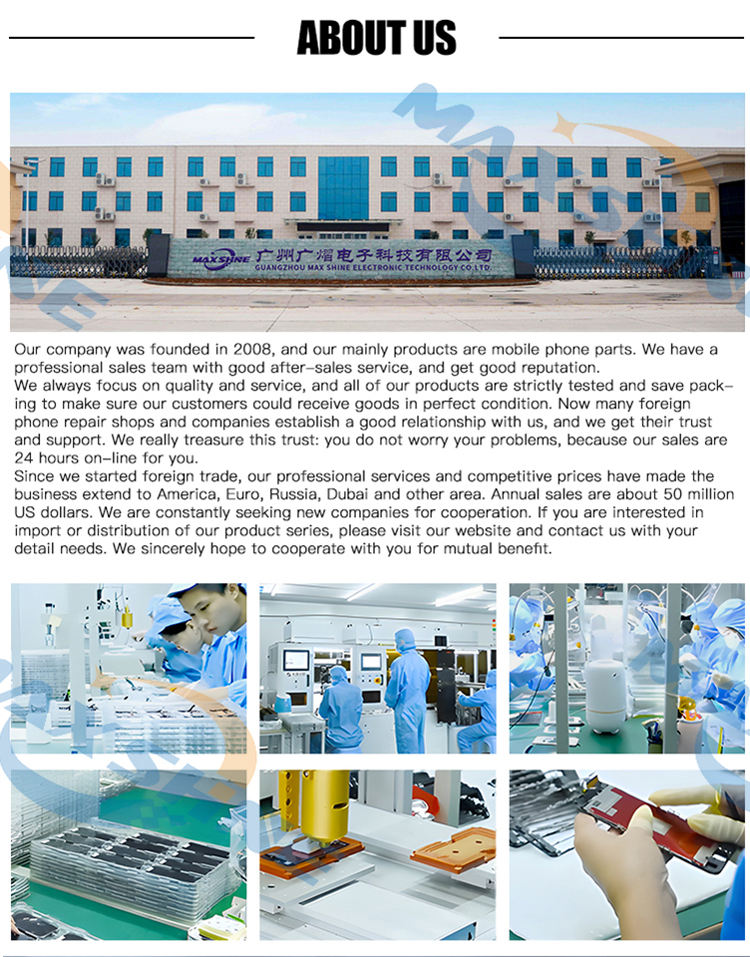 ABOUT US
MAXSHINE
MAXSHINE 广州广熠电子科技有限公司
GUANGZHOU MAX SHINE ELECTRONIC TECHNOLOGY CO LTD.
Our company was founded in 2008, and our mainly products are mobile phone parts. We have a
professional sales team with good after-sales service, and get good reputation.
We always focus on quality and service, and all of our products are strictly tested and save pack-
ing to make sure our customers could receive goods in perfect condition. Now many foreign
phone repair shops and companies establish a good relationship with us, and we get their trust
and support. We really treasure this trust: you do not worry your problems, because our sales are
24 hours on-line for you.
Since we started foreign trade, our professional services and competitive prices have made the
business extend to America, Euro, Russia, Dubai and other area. Annual sales are about 50 million
US dollars. We are constantly seeking new companies for cooperation. If you are interested in
import or distribution of our product series, please visit our website and contact us with your
detail needs. We sincerely hope to cooperate with you for mutual benefit.